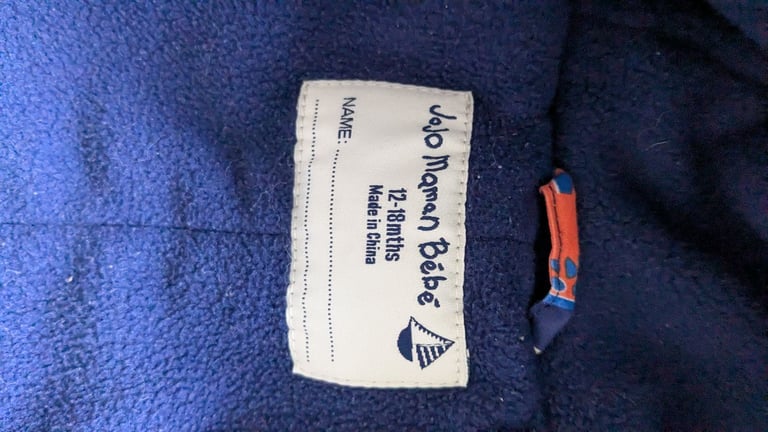 JoJo Maman Bébé
12-18mths
Made in China
NAME: